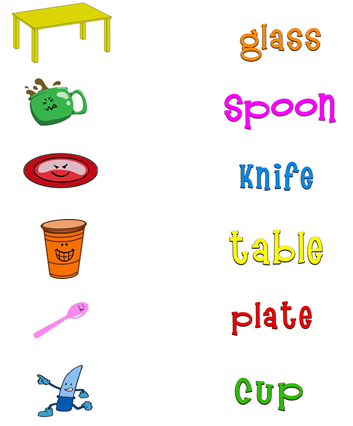 glass
spoon
knife
table
plate
cup